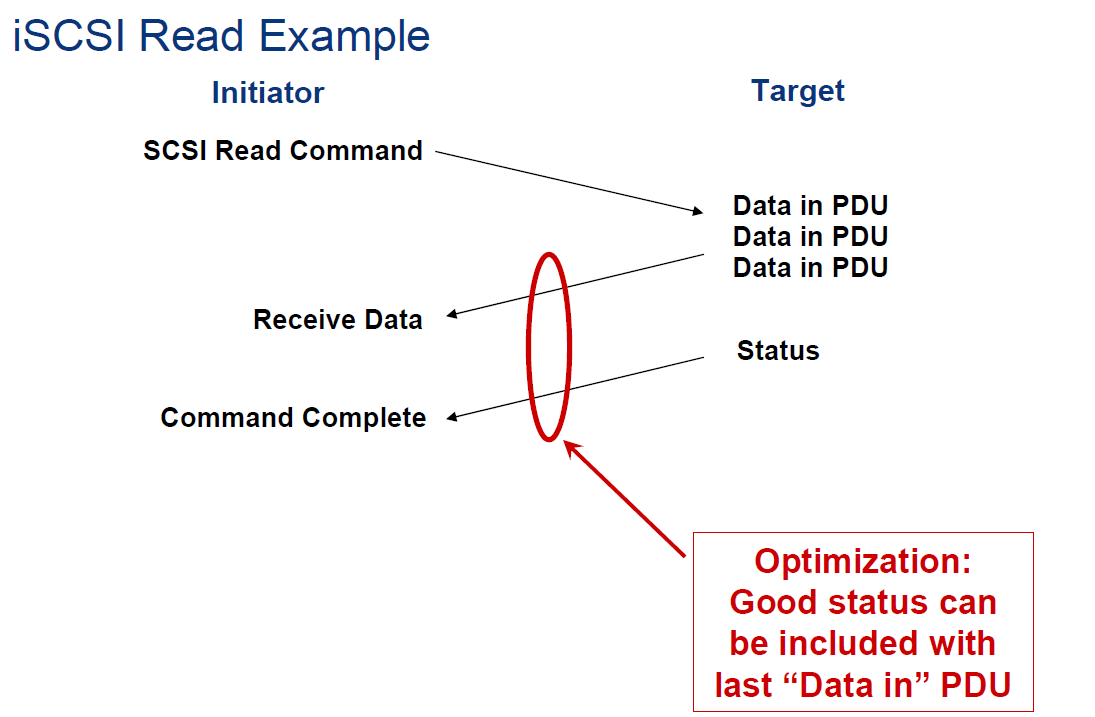 iSCSI Read Example
Initiator
Target
SCSI Read Command
Data in PDU
Data in PDU
Data in PDU
Receive Data
Status
Command Complete
Optimization:
Good status can
be included with
last “Data in” PDU